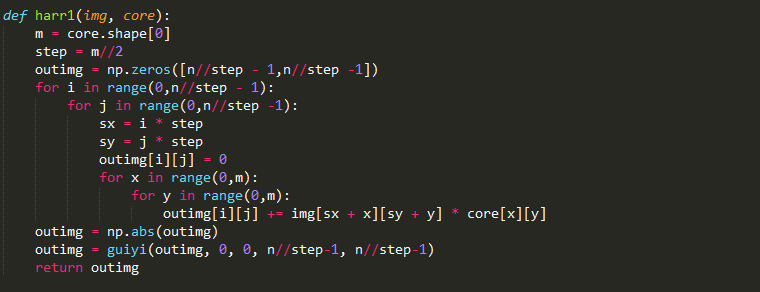 def harr1(img, core):
    m = core.shape[0]
    step = m//2
    outimg = np.zeros([n//step - 1,n//step -1])
    for i in range(0,n//step - 1):
        for j in range(0,n//step -1):
            sx = i * step
            sy = j * step
            outimg[i][j] = 0
            for x in range(0,m):
                for y in range(0,m):
                    outimg[i][j] += img[sx + x][sy + y] * core[x][y]
    outimg = np.abs(outimg)
    outimg = guiyi(outimg, 0, 0, n//step-1, n//step-1)
    return outimg